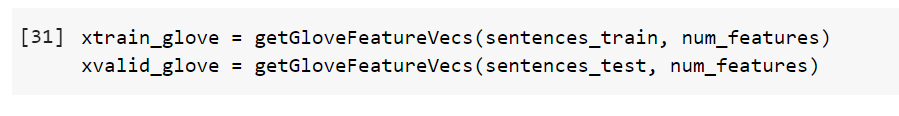 [31] xtrain_glove = getGloveFeatureVecs(sentences_train, num_features)
xvalid_glove = getGloveFeatureVecs(sentences_test, num_features)